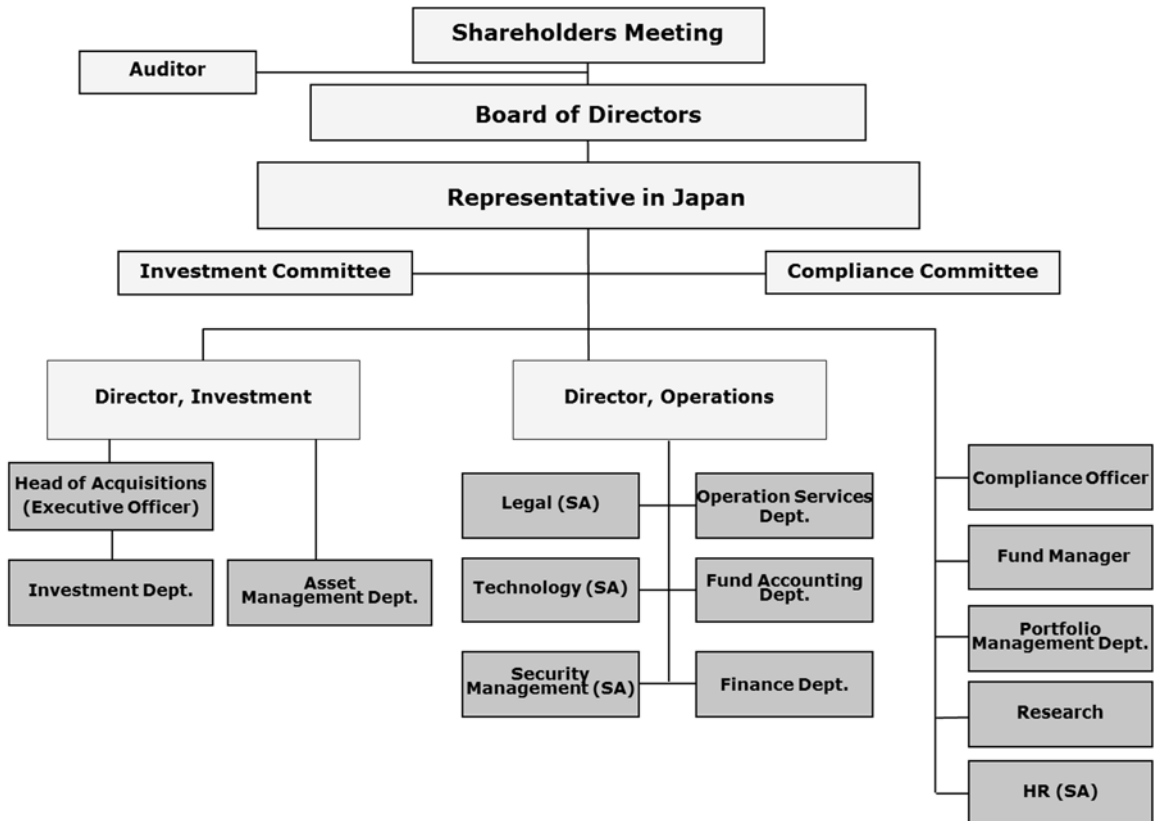 Shareholders Meeting
Auditor
Board of Directors
Representative in Japan
Investment Committee
Compliance Committee
Director, Investment
Director, Operations
Head of Acquisitions
(Executive Officer)
Investment Dept.
Asset
Management Dept.
Legal (SA)
Operation Services
Dept.
Technology (SA)
Fund Accounting
Dept.
Security
Management (SA)
Finance Dept.
Compliance Officer
Fund Manager
Portfolio
Management Dept.
Research
HR (SA)